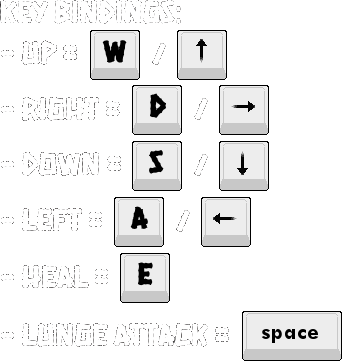 KEY BINDINGS:
- UP = W / ↑
- RIGHT = D / →
- DOWN = S / ↓
- LEFT = A / ←
- HEAL = E
- LUNGE ATTACK = space